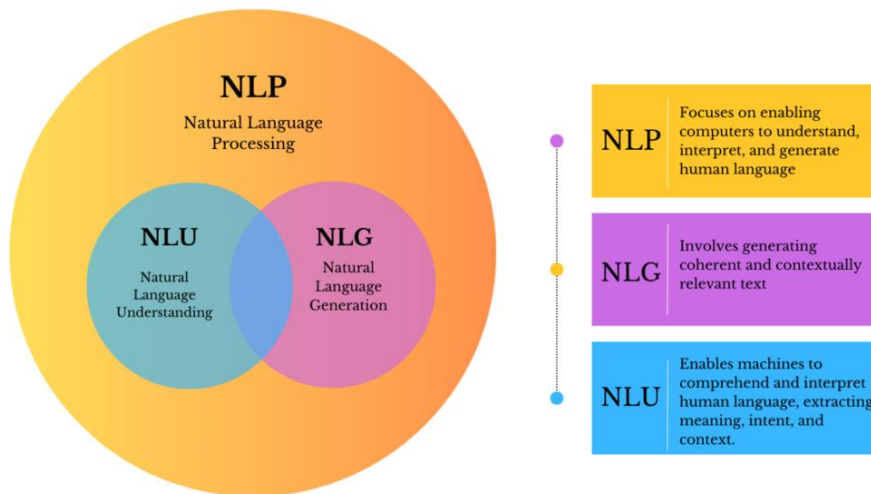 NLP
Natural Language
Processing
NLU
Natural
Language
Understanding
NLG
Natural
Language
Generation
NLP
Focuses on enabling
computers to understand,
interpret, and generate
human language
NLG
Involves generating
coherent and contextually
relevant text
NLU
Enables machines to
comprehend and interpret
human language, extracting
meaning, intent, and
context.